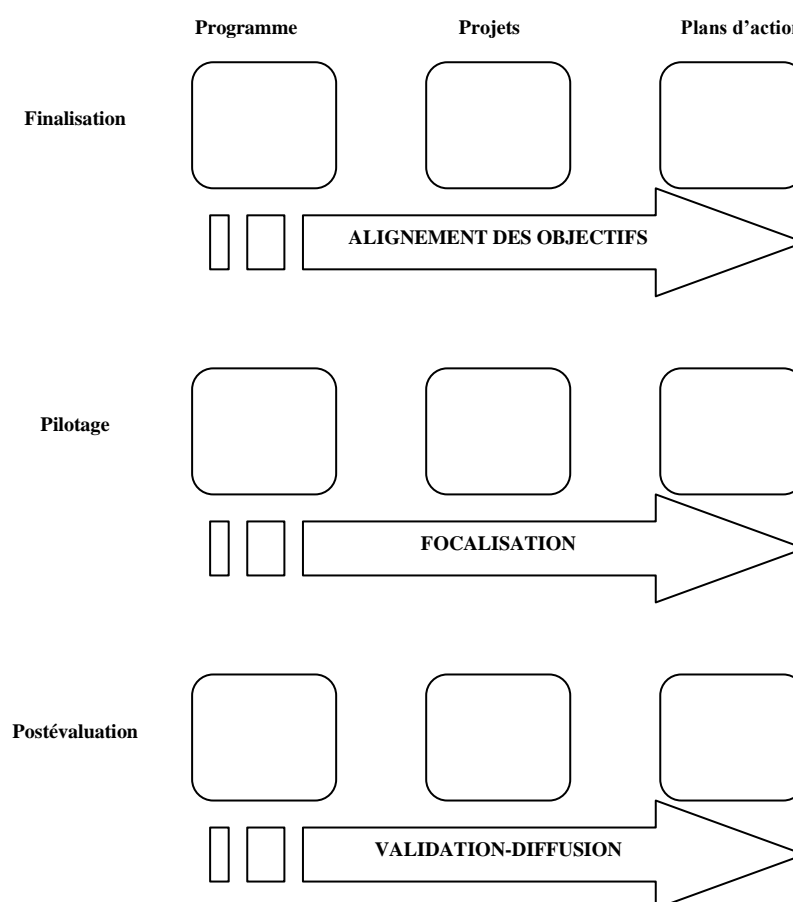 Programme Projets Plans d’action
Finalisation
ALIGNEMENT DES OBJECTIFS
Pilotage
FOCALISATION
Postévaluation
VALIDATION-DIFFUSION